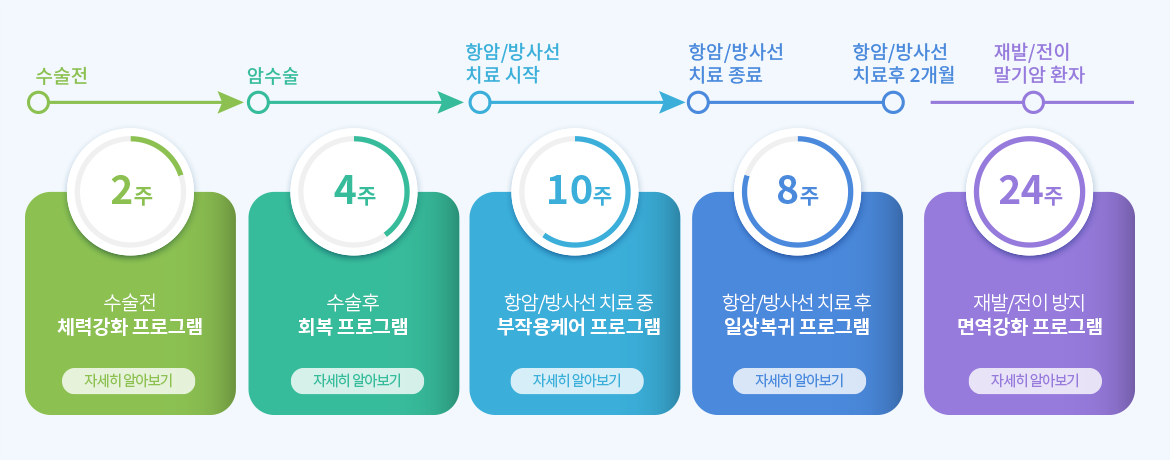 수술전
암수술
항암/방사선
치료 시작
항암/방사선
치료 종료
항암/방사선
치료후 2개월
재발/전이
말기암 환자
2주
4주
10주
8주
24주
수술전
체력강화 프로그램
자세히 알아보기
수술후
회복 프로그램
자세히 알아보기
항암/방사선 치료 중
부작용케어 프로그램
자세히 알아보기
항암/방사선 치료 후
일상복귀 프로그램
자세히 알아보기
재발/전이 방지
면역강화 프로그램
자세히 알아보기